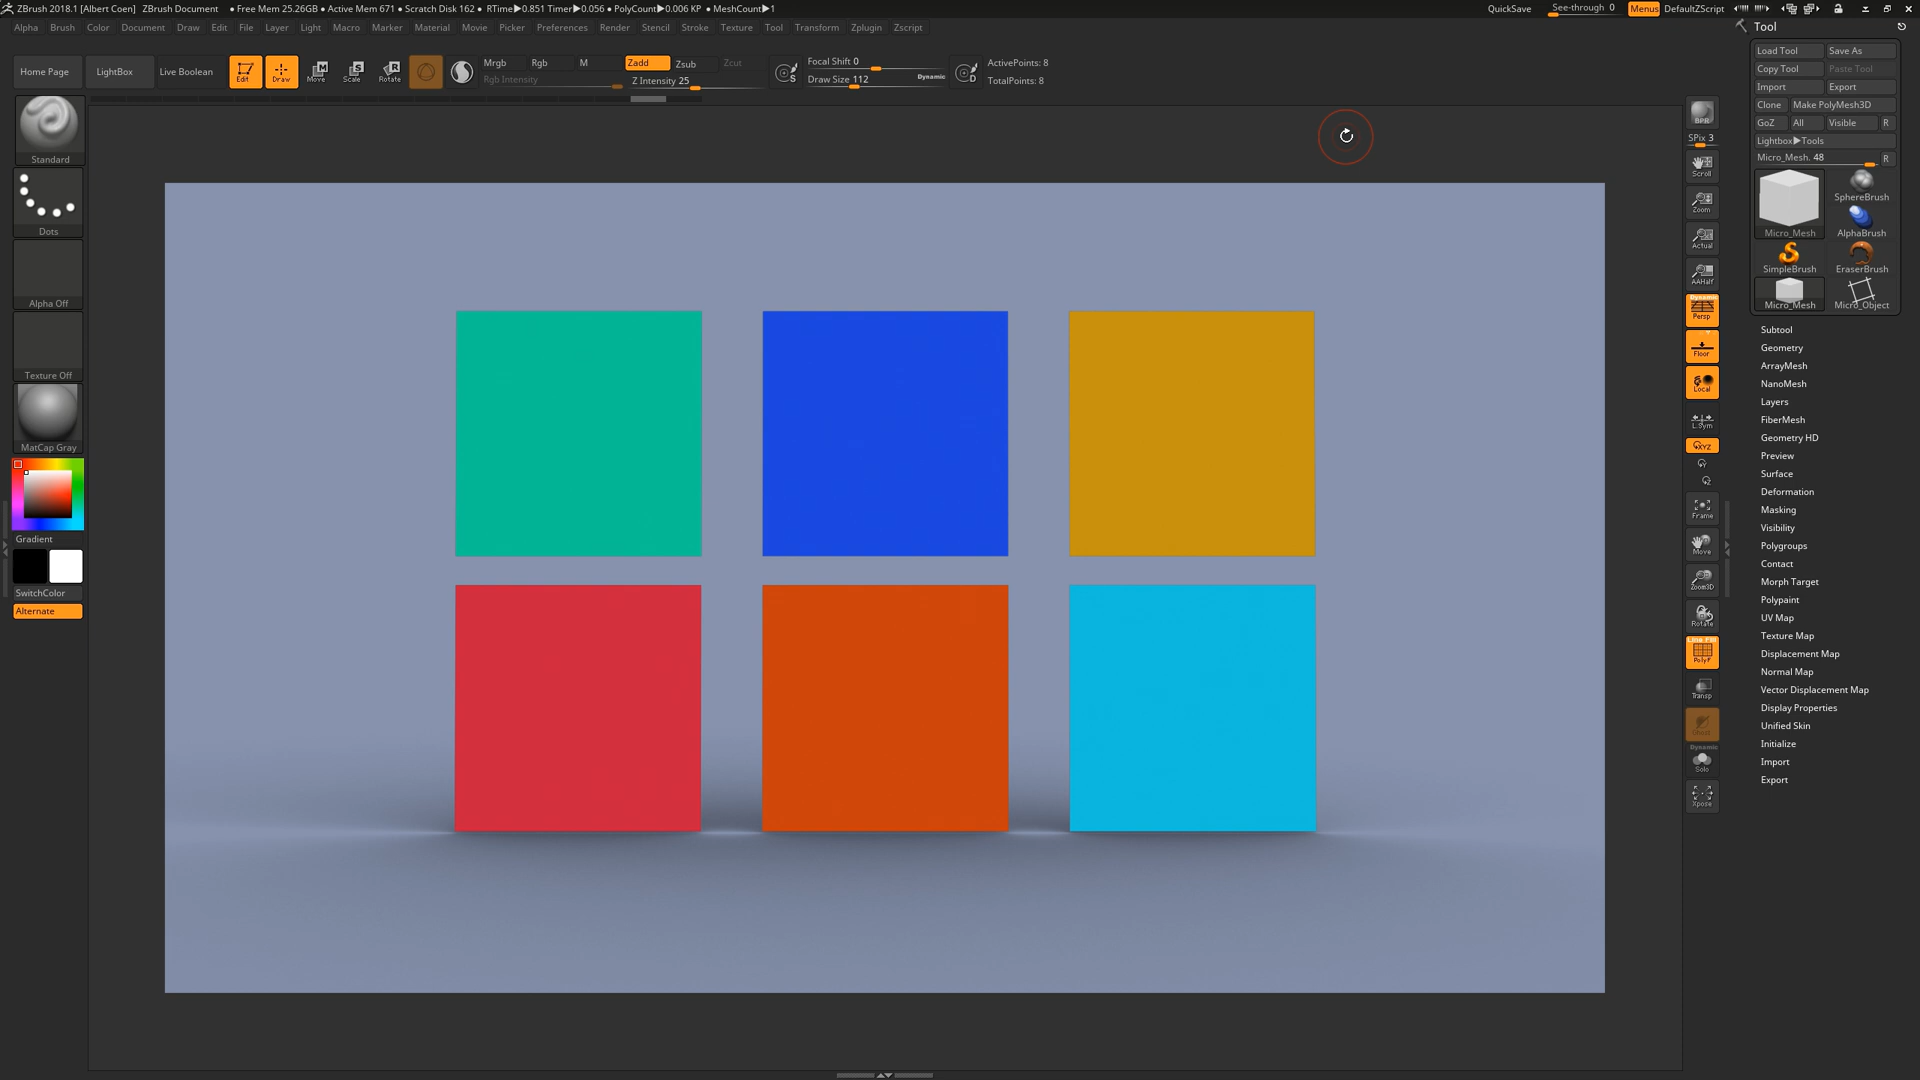 ZBrush 2018.1 [Albert Coen] ZBrush Document • Free Mem 25.26GB • Active Mem 671 • Scratch Disk 162 • RTime▶0.851 Timer▶0.056 • PolyCount▶0.006 KP • MeshCount▶1 QuickSave See-through 0 Menus DefaultZScript
Alpha Brush Color Document Draw Edit File Layer Light Macro Marker Material Movie Picker Preferences Render Stencil Stroke Texture Tool Transform Zplugin Zscript
Home Page LightBox Live Boolean Edit Draw Move Scale Rotate
Mrgb Rgb M Zadd Zsub Zcut
Rgb Intensity Z Intensity 25
Focal Shift 0
Draw Size 112 Dynamic
S
D
ActivePoints: 8
TotalPoints: 8
Standard
Dots
Alpha Off
Texture Off
MatCap Gray
Gradient
SwitchColor
Alternate
BPR
SPix 3
Scroll
Zoom
Actual
AAHalf
Dynamic
Persp
Floor
Local
L.Sym
XYZ
Y
Z
Frame
Move
Zoom3D
Rotate
Line Fill
PolyF
Transp
Ghost
Dynamic
Solo
Xpose
Tool
Load Tool Save As
Copy Tool Paste Tool
Import Export
Clone Make PolyMesh3D
GoZ All Visible R
Lightbox▶Tools
Micro_Mesh. 48 R
Micro_Mesh
SphereBrush
AlphaBrush
SimpleBrush EraserBrush
Micro_Mesh Micro_Object
Subtool
Geometry
ArrayMesh
NanoMesh
Layers
FiberMesh
Geometry HD
Preview
Surface
Deformation
Masking
Visibility
Polygroups
Contact
Morph Target
Polypaint
UV Map
Texture Map
Displacement Map
Normal Map
Vector Displacement Map
Display Properties
Unified Skin
Initialize
Import
Export